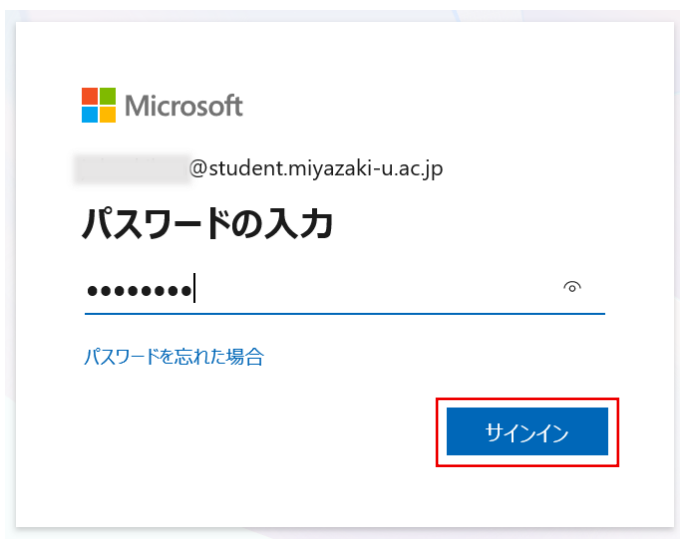 Microsoft
@student.miyazaki-u.ac.jp
パスワードの入力
••••••••
パスワードを忘れた場合
サインイン